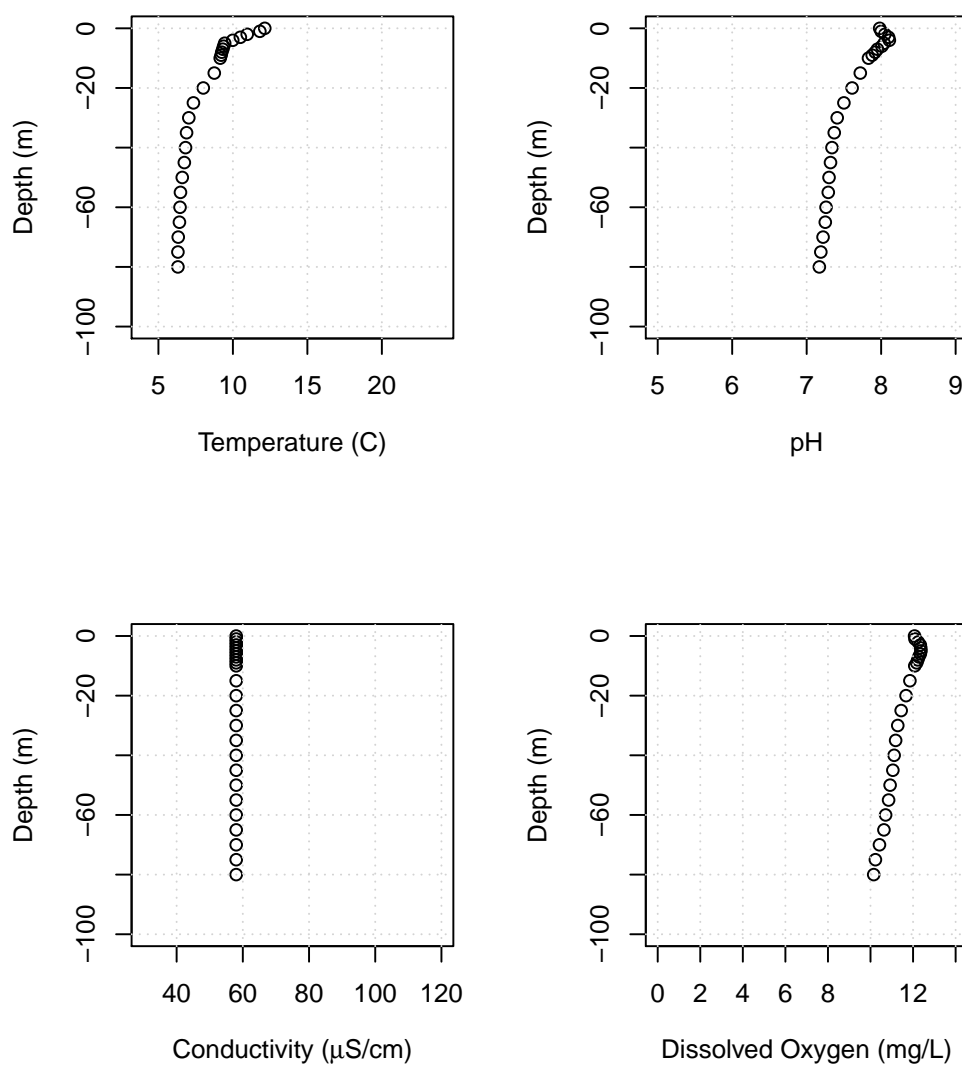 0
−20
−60
−100
Depth (m)
5 10 15 20
Temperature (C)
0
−20
−60
−100
Depth (m)
5 6 7 8 9
pH
0
−20
−60
−100
Depth (m)
40 60 80 100 120
Conductivity (μS/cm)
0
−20
−60
−100
Depth (m)
0 2 4 6 8 12
Dissolved Oxygen (mg/L)